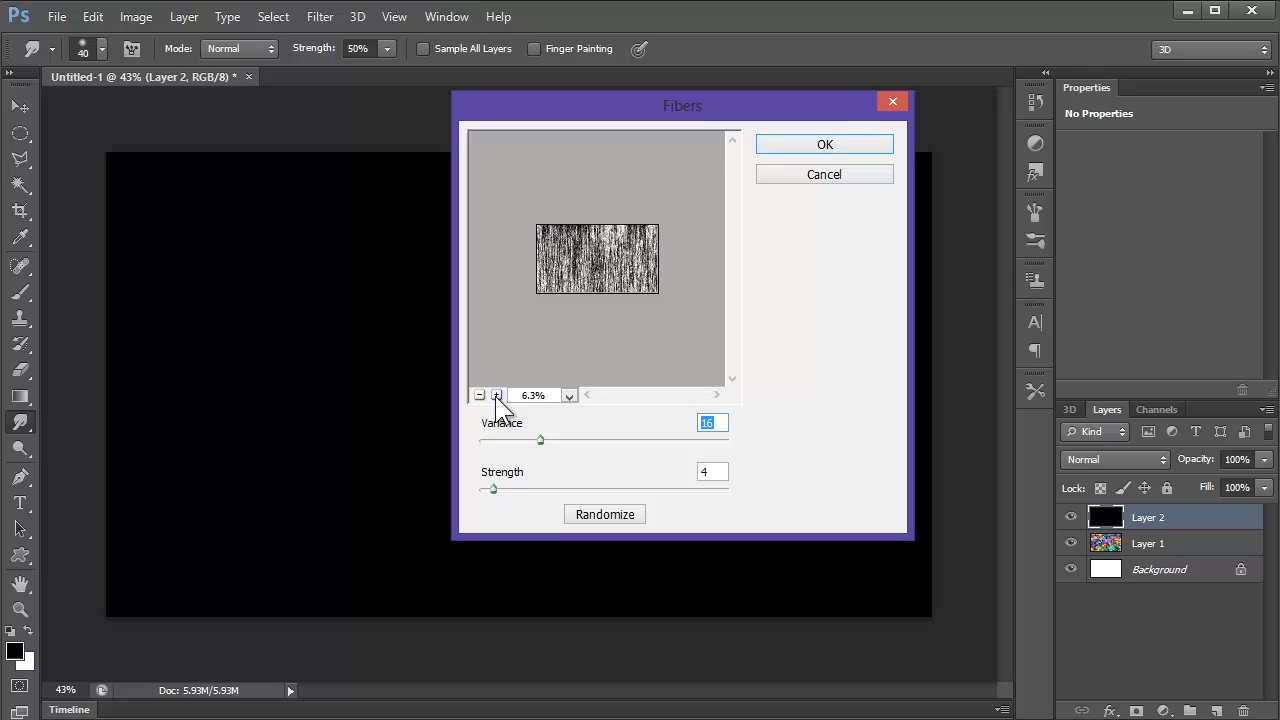 Ps File Edit Image Layer Type Select Filter 3D View Window Help
40 Mode: Normal Strength: 50% Sample All Layers Finger Painting 3D
Untitled-1 @ 43% (Layer 2, RGB/8) * ×
Fibers
OK
Cancel
6.3%
Variance 16
Strength 4
Randomize
Properties
No Properties
3D Layers Channels
Kind
Normal Opacity: 100%
Lock: Fill: 100%
Layer 2
Layer 1
Background
43% Doc: 5.93M/5.93M
Timeline